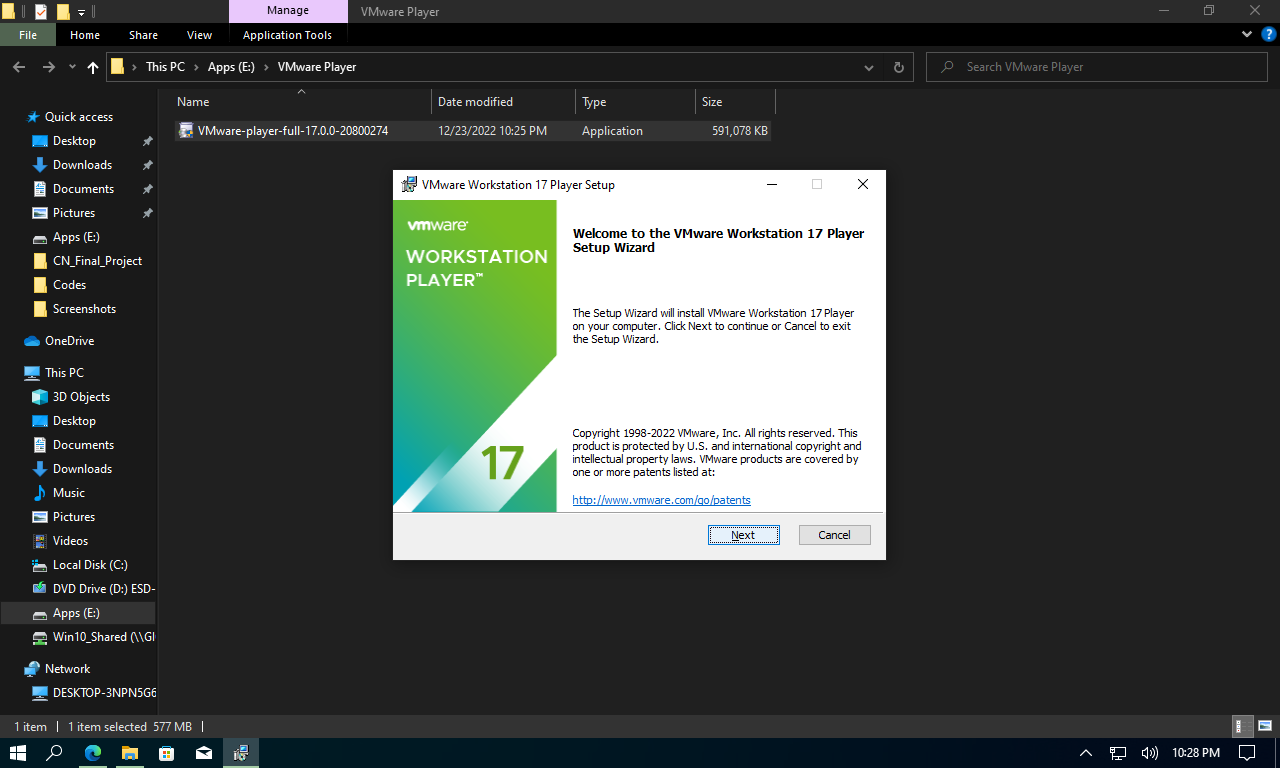 Manage
VMware Player
File
Home
Share
View
Application Tools
?
This PC
Apps (E:)
VMware Player
Search VMware Player
Name
Date modified
Type
Size
VMware-player-full-17.0.0-20800274
12/23/2022 10:25 PM
Application
591,078 KB
Quick access
Desktop
Downloads
Documents
Pictures
Apps (E:)
CN_Final_Project
Codes
Screenshots
OneDrive
This PC
3D Objects
Desktop
Documents
Downloads
Music
Pictures
Videos
Local Disk (C:)
DVD Drive (D:) ESD-
Apps (E:)
Win10_Shared (\\Gl
Network
DESKTOP-3NPN5G6
VMware Workstation 17 Player Setup
vmware®
WORKSTATION
PLAYER™
17
Welcome to the VMware Workstation 17 Player
Setup Wizard
The Setup Wizard will install VMware Workstation 17 Player
on your computer. Click Next to continue or Cancel to exit
the Setup Wizard.
Copyright 1998-2022 VMware, Inc. All rights reserved. This
product is protected by U.S. and international copyright and
intellectual property laws. VMware products are covered by
one or more patents listed at:
http://www.vmware.com/go/patents
Next
Cancel
1 item
1 item selected 577 MB
10:28 PM